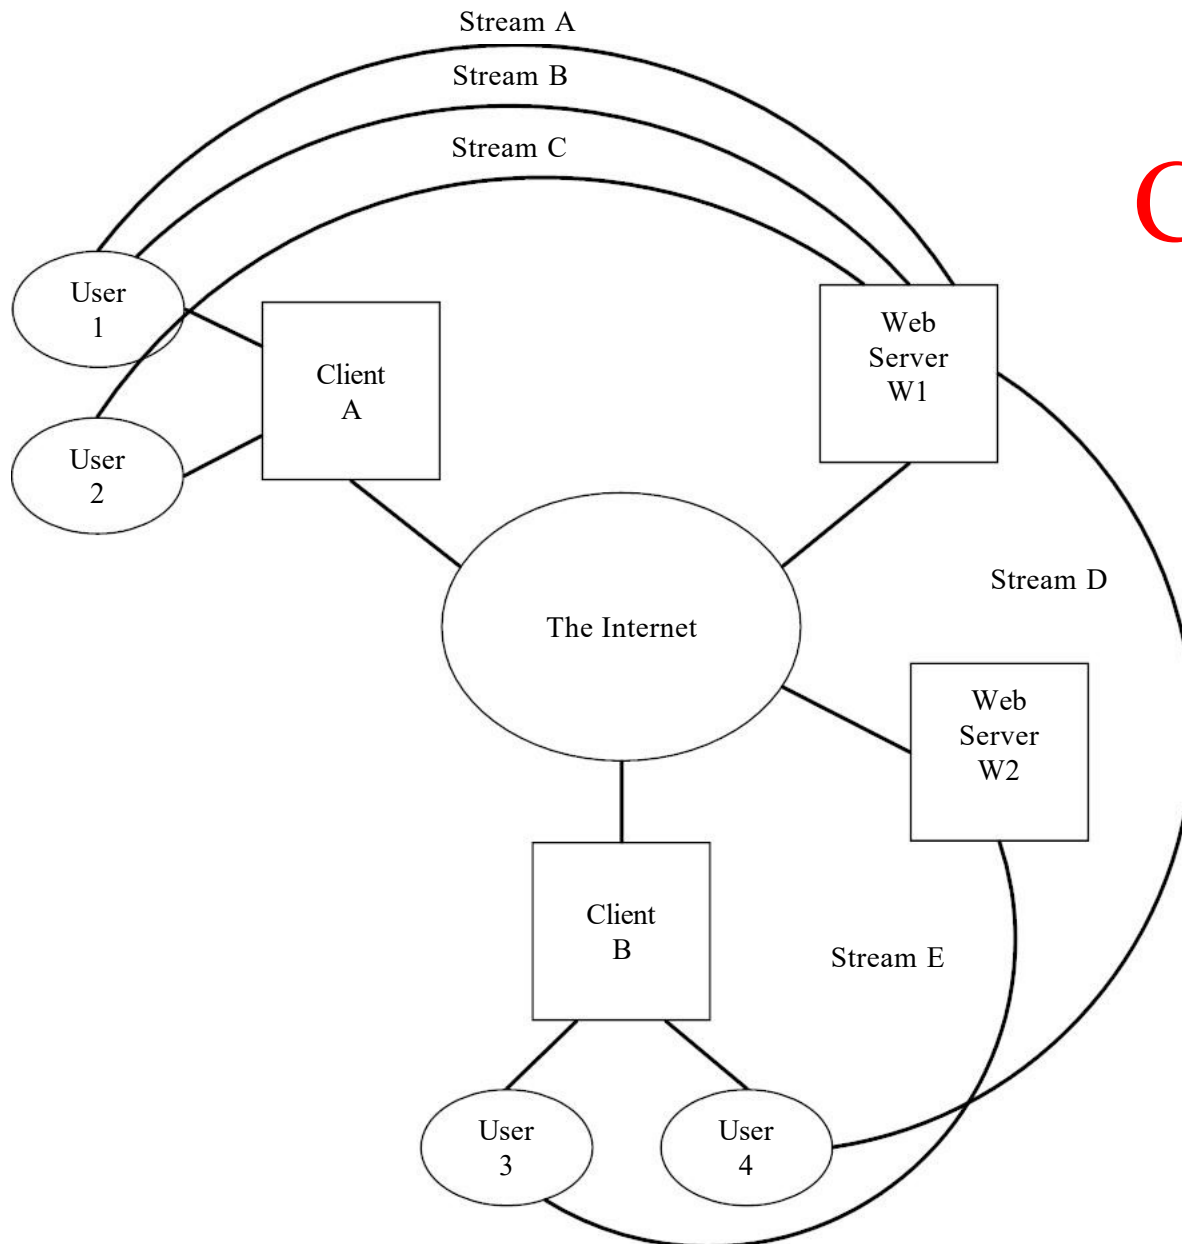 Stream A
Stream B
Stream C
User
1
Client
A
Web
Server
W1
User
2
Stream D
The Internet
Web
Server
W2
Client
B
Stream E
User
3
User
4